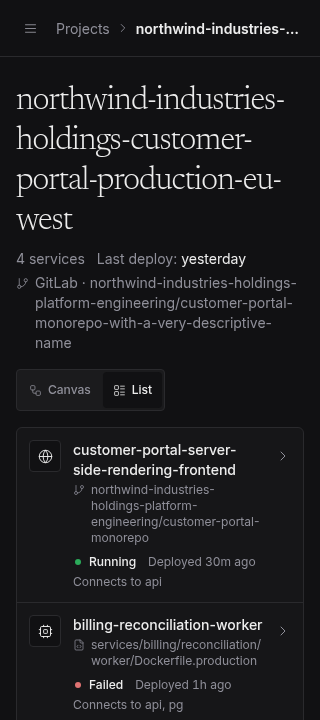 Projects > northwind-industries-...
northwind-industries-
holdings-customer-
portal-production-eu-
west
4 services Last deploy: yesterday
GitLab · northwind-industries-holdings-
platform-engineering/customer-portal-
monorepo-with-a-very-descriptive-
name
Canvas List
customer-portal-server-
side-rendering-frontend
northwind-industries-
holdings-platform-
engineering/customer-portal-
monorepo
Running Deployed 30m ago
Connects to api
billing-reconciliation-worker
services/billing/reconciliation/
worker/Dockerfile.production
Failed Deployed 1h ago
Connects to api, pg